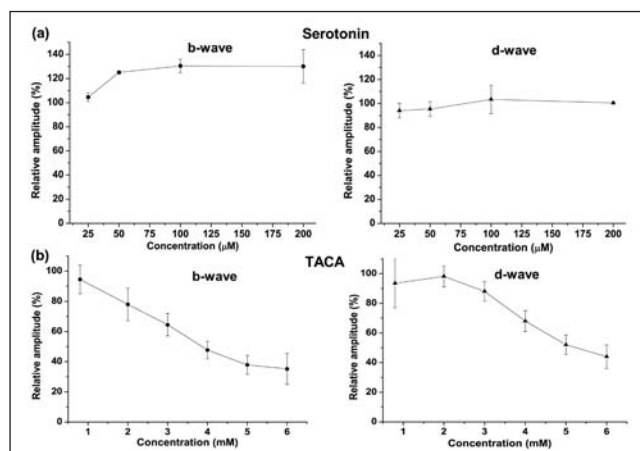 (a) Serotonin
b-wave
d-wave
Relative amplitude (%)
140
120
100
80
60
40
20
0
25 50 75 100 125 150 175 200
Concentration (μM)
Relative amplitude (%)
140
120
100
80
60
40
20
0
25 50 75 100 125 150 175 200
Concentration (μM)
(b) TACA
b-wave
d-wave
Relative amplitude (%)
100
80
60
40
20
0
1 2 3 4 5 6
Concentration (mM)
Relative amplitude (%)
100
80
60
40
20
0
1 2 3 4 5 6
Concentration (mM)